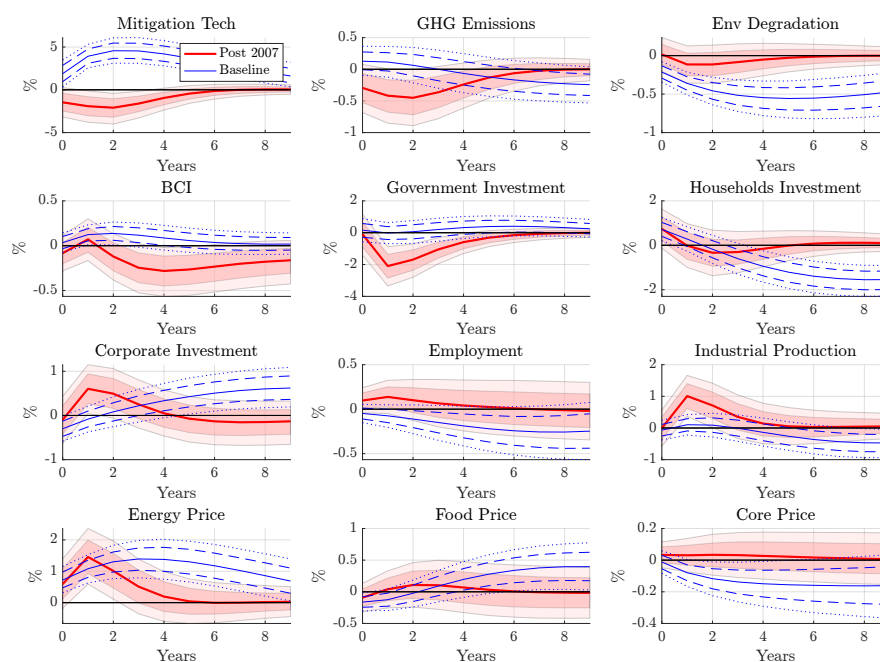 Mitigation Tech
GHG Emissions
Env Degradation
%
5
0
-5
Post 2007
Baseline
0 2 4 6 8
Years
%
0.5
0
-0.5
-1
0 2 4 6 8
Years
%
0
-0.5
-1
0 2 4 6 8
Years
BCI
Government Investment
Households Investment
%
0.5
0
-0.5
0 2 4 6 8
Years
%
2
0
-2
-4
0 2 4 6 8
Years
%
2
0
-2
0 2 4 6 8
Years
Corporate Investment
Employment
Industrial Production
%
1
0
-1
0 2 4 6 8
Years
%
0.5
0
-0.5
0 2 4 6 8
Years
%
2
1
0
-1
0 2 4 6 8
Years
Energy Price
Food Price
Core Price
%
2
1
0
0 2 4 6 8
Years
%
1
0.5
0
-0.5
0 2 4 6 8
Years
%
0.2
0
-0.2
-0.4
0 2 4 6 8
Years